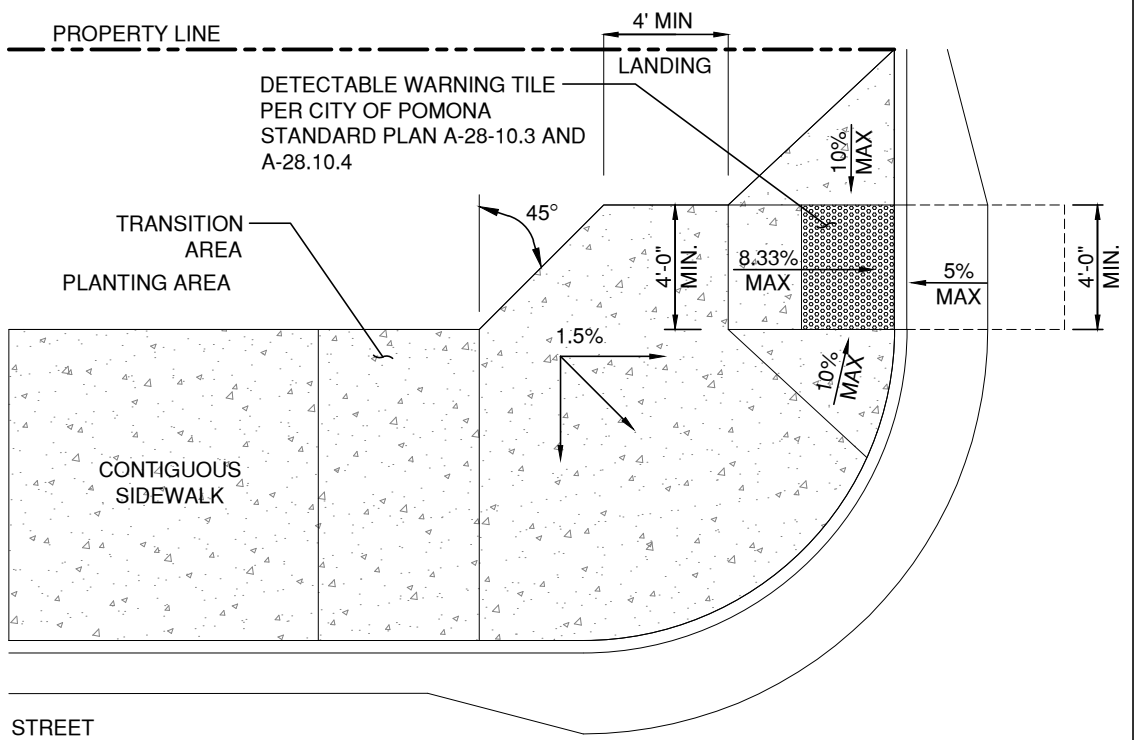 PROPERTY LINE
4' MIN
LANDING
DETECTABLE WARNING TILE
PER CITY OF POMONA
STANDARD PLAN A-28-10.3 AND
A-28.10.4
10%
MAX
45°
TRANSITION
AREA
PLANTING AREA
4'-0"
MIN.
8.33%
MAX
5%
MAX
4'-0"
MIN.
1.5%
10%
MAX
CONTIGUOUS
SIDEWALK
STREET